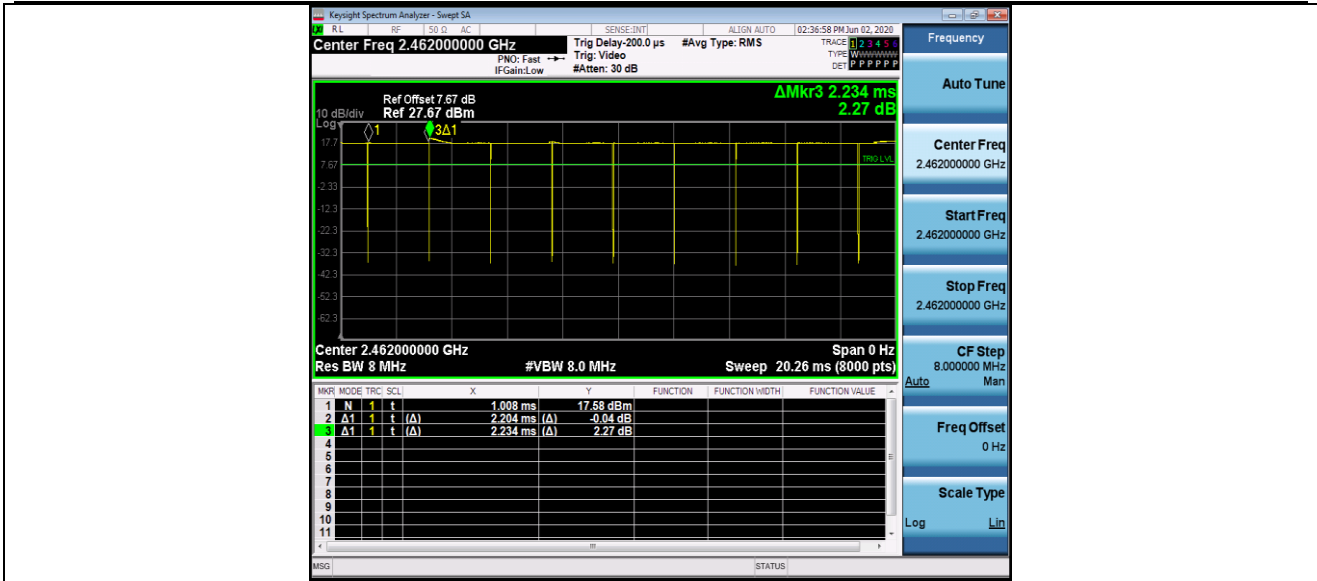 Keysight Spectrum Analyzer - Swept SA
RL RF 50 Ω AC SENSE:INT ALIGN AUTO 02:36:58 PM Jun 02, 2020
Center Freq 2.462000000 GHz
PNO: Fast
IFGain:Low
Trig Delay-200.0 µs
Trig: Video
#Atten: 30 dB
#Avg Type: RMS
TRACE 1 2 3 4 5 6
TYPE WWWWWW
DET P P P P P P
Frequency
Auto Tune
Center Freq
2.462000000 GHz
Start Freq
2.462000000 GHz
Stop Freq
2.462000000 GHz
CF Step
8.000000 MHz
Auto Man
Freq Offset
0 Hz
Scale Type
Log Lin
ΔMkr3 2.234 ms
2.27 dB
Ref Offset 7.67 dB
10 dB/div Ref 27.67 dBm
Log
1 3Δ1
17.7
7.67
TRIG LVL
-2.33
-12.3
-22.3
-32.3
-42.3
-52.3
-62.3
Center 2.462000000 GHz Span 0 Hz
Res BW 8 MHz #VBW 8.0 MHz Sweep 20.26 ms (8000 pts)
MKR MODE TRC SCL X Y FUNCTION FUNCTION WIDTH FUNCTION VALUE
1 N 1 t 1.008 ms 17.58 dBm
2 Δ1 1 t (Δ) 2.204 ms (Δ) -0.04 dB
3 Δ1 1 t (Δ) 2.234 ms (Δ) 2.27 dB
4
5
6
7
8
9
10
11
MSG STATUS